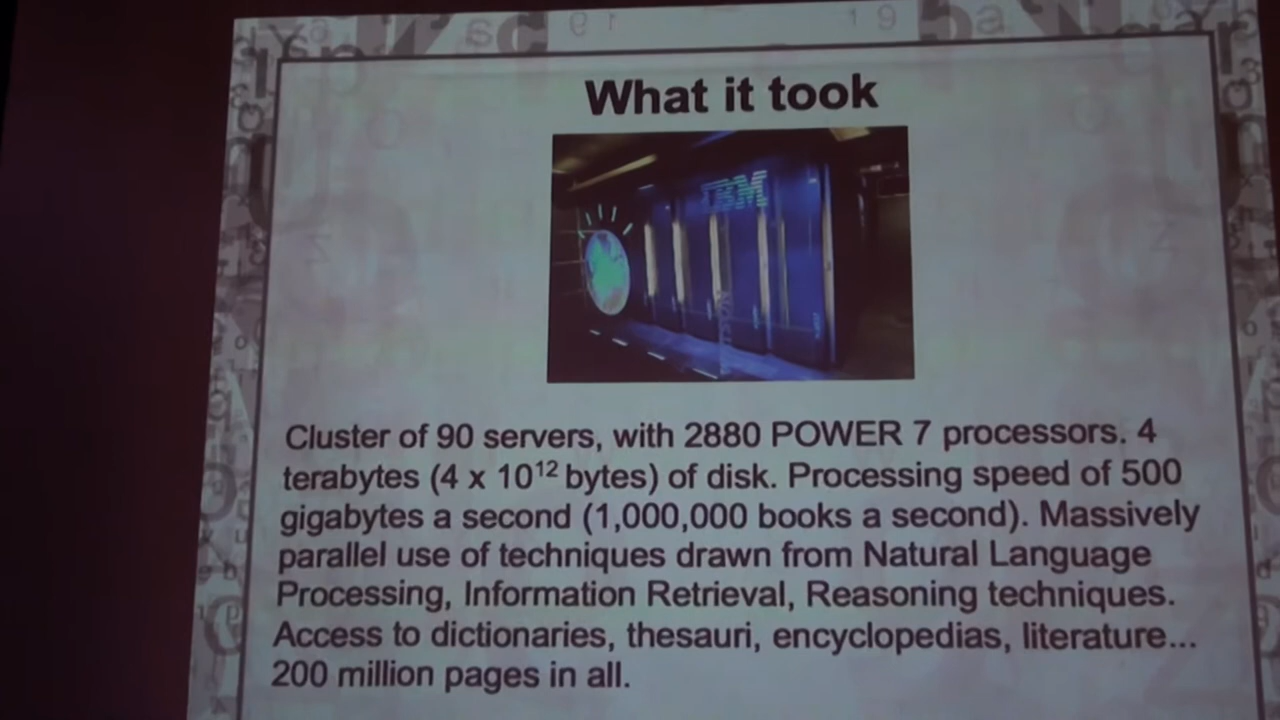 What it took
IBM
Cluster of 90 servers, with 2880 POWER 7 processors. 4
terabytes (4 x 10¹² bytes) of disk. Processing speed of 500
gigabytes a second (1,000,000 books a second). Massively
parallel use of techniques drawn from Natural Language
Processing, Information Retrieval, Reasoning techniques.
Access to dictionaries, thesauri, encyclopedias, literature...
200 million pages in all.